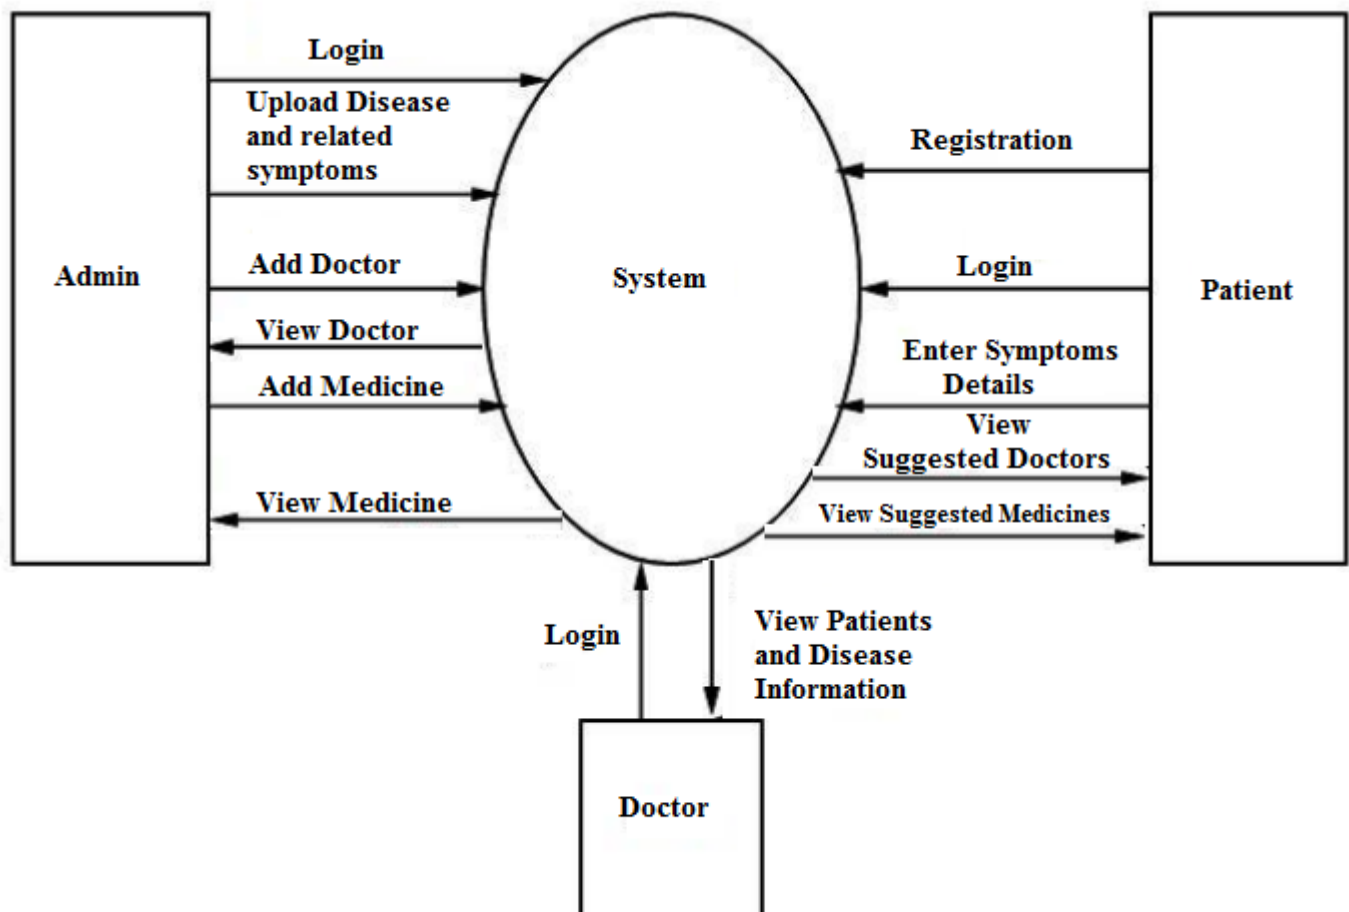 Login
Upload Disease
and related
symptoms
Admin
Add Doctor
View Doctor
Add Medicine
View Medicine
System
Registration
Login
Patient
Enter Symptoms
Details
View
Suggested Doctors
View Suggested Medicines
Login
View Patients
and Disease
Information
Doctor